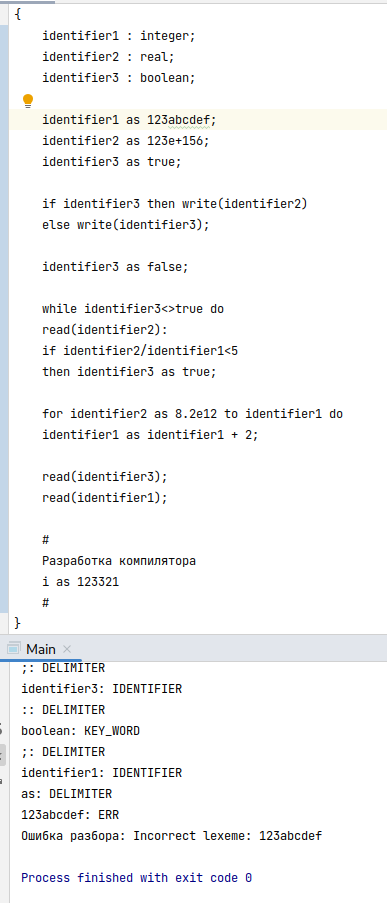 {
identifier1 : integer;
identifier2 : real;
identifier3 : boolean;
identifier1 as 123abcdef;
identifier2 as 123e+156;
identifier3 as true;
if identifier3 then write(identifier2)
else write(identifier3);
identifier3 as false;
while identifier3<>true do
read(identifier2):
if identifier2/identifier1<5
then identifier3 as true;
for identifier2 as 8.2e12 to identifier1 do
identifier1 as identifier1 + 2;
read(identifier3);
read(identifier1);
#
Разработка компилятора
i as 123321
#
}
Main
;: DELIMITER
identifier3: IDENTIFIER
:: DELIMITER
boolean: KEY_WORD
;: DELIMITER
identifier1: IDENTIFIER
as: DELIMITER
123abcdef: ERR
Ошибка разбора: Incorrect lexeme: 123abcdef
Process finished with exit code 0